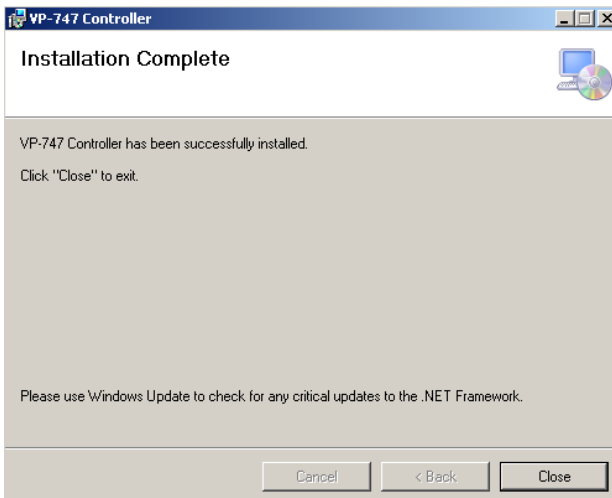 VP-747 Controller
Installation Complete
VP-747 Controller has been successfully installed.
Click "Close" to exit.
Please use Windows Update to check for any critical updates to the .NET Framework.
Cancel
< Back
Close